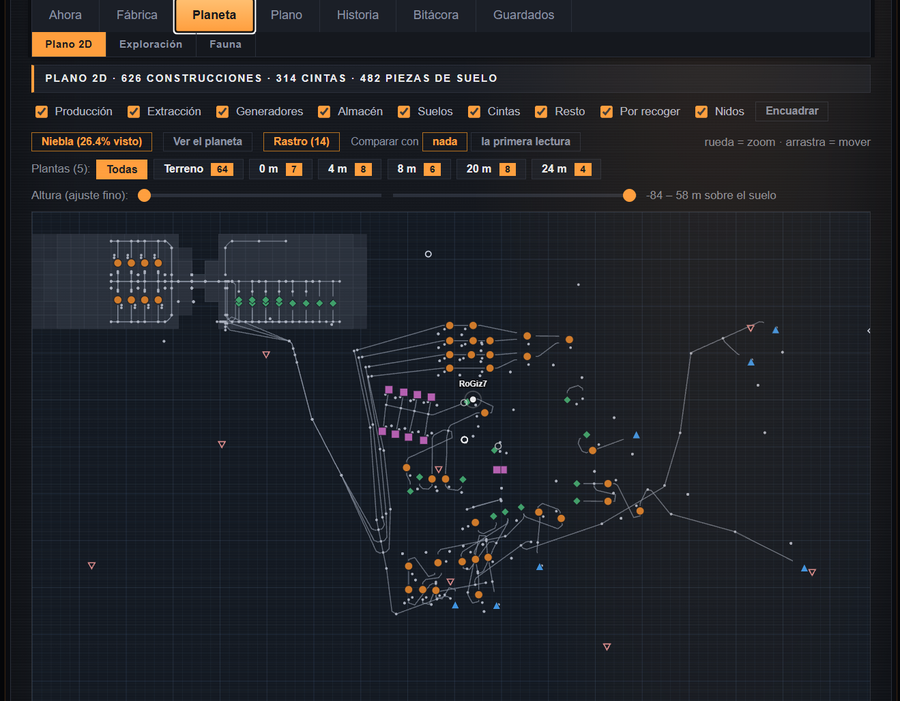 Ahora Fábrica Planeta Plano Historia Bitácora Guardados
Plano 2D Exploración Fauna
PLANO 2D · 626 CONSTRUCCIONES · 314 CINTAS · 482 PIEZAS DE SUELO
Producción Extracción Generadores Almacén Suelos Cintas Resto Por recoger Nidos Encuadrar
Niebla (26.4% visto) Ver el planeta Rastro (14) Comparar con nada la primera lectura rueda = zoom · arrastra = mover
Plantas (5): Todas Terreno 64 0 m 7 4 m 8 8 m 6 20 m 8 24 m 4
Altura (ajuste fino): -84 – 58 m sobre el suelo
RoGiz7